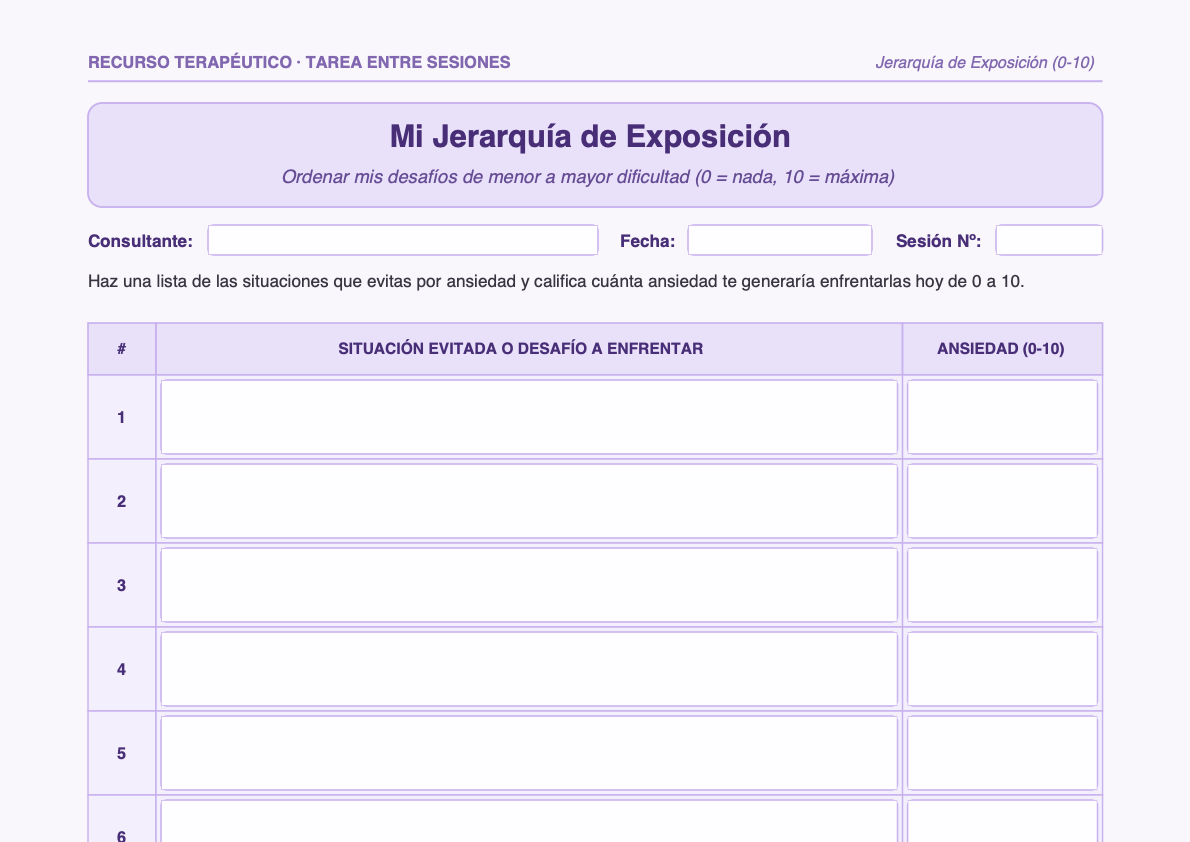 RECURSO TERAPÉUTICO · TAREA ENTRE SESIONES
Jerarquía de Exposición (0-10)
Mi Jerarquía de Exposición
Ordenar mis desafíos de menor a mayor dificultad (0 = nada, 10 = máxima)
Consultante: Fecha: Sesión Nº:
Haz una lista de las situaciones que evitas por ansiedad y califica cuánta ansiedad te generaría enfrentarlas hoy de 0 a 10.
# SITUACIÓN EVITADA O DESAFÍO A ENFRENTAR ANSIEDAD (0-10)
1
2
3
4
5
6